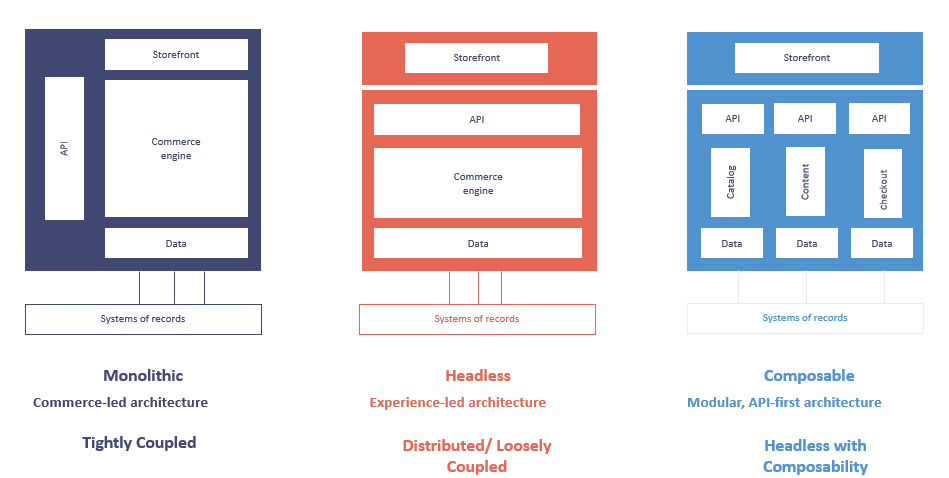 Storefront
API
Commerce
engine
Data
Systems of records
Monolithic
Commerce-led architecture
Tightly Coupled
Storefront
API
Commerce
engine
Data
Systems of records
Headless
Experience-led architecture
Distributed/ Loosely
Coupled
Storefront
API
API
API
Catalog
Content
checkout
Data
Data
Data
Systems of records
Composable
Modular, API-first architecture
Headless with
Composability